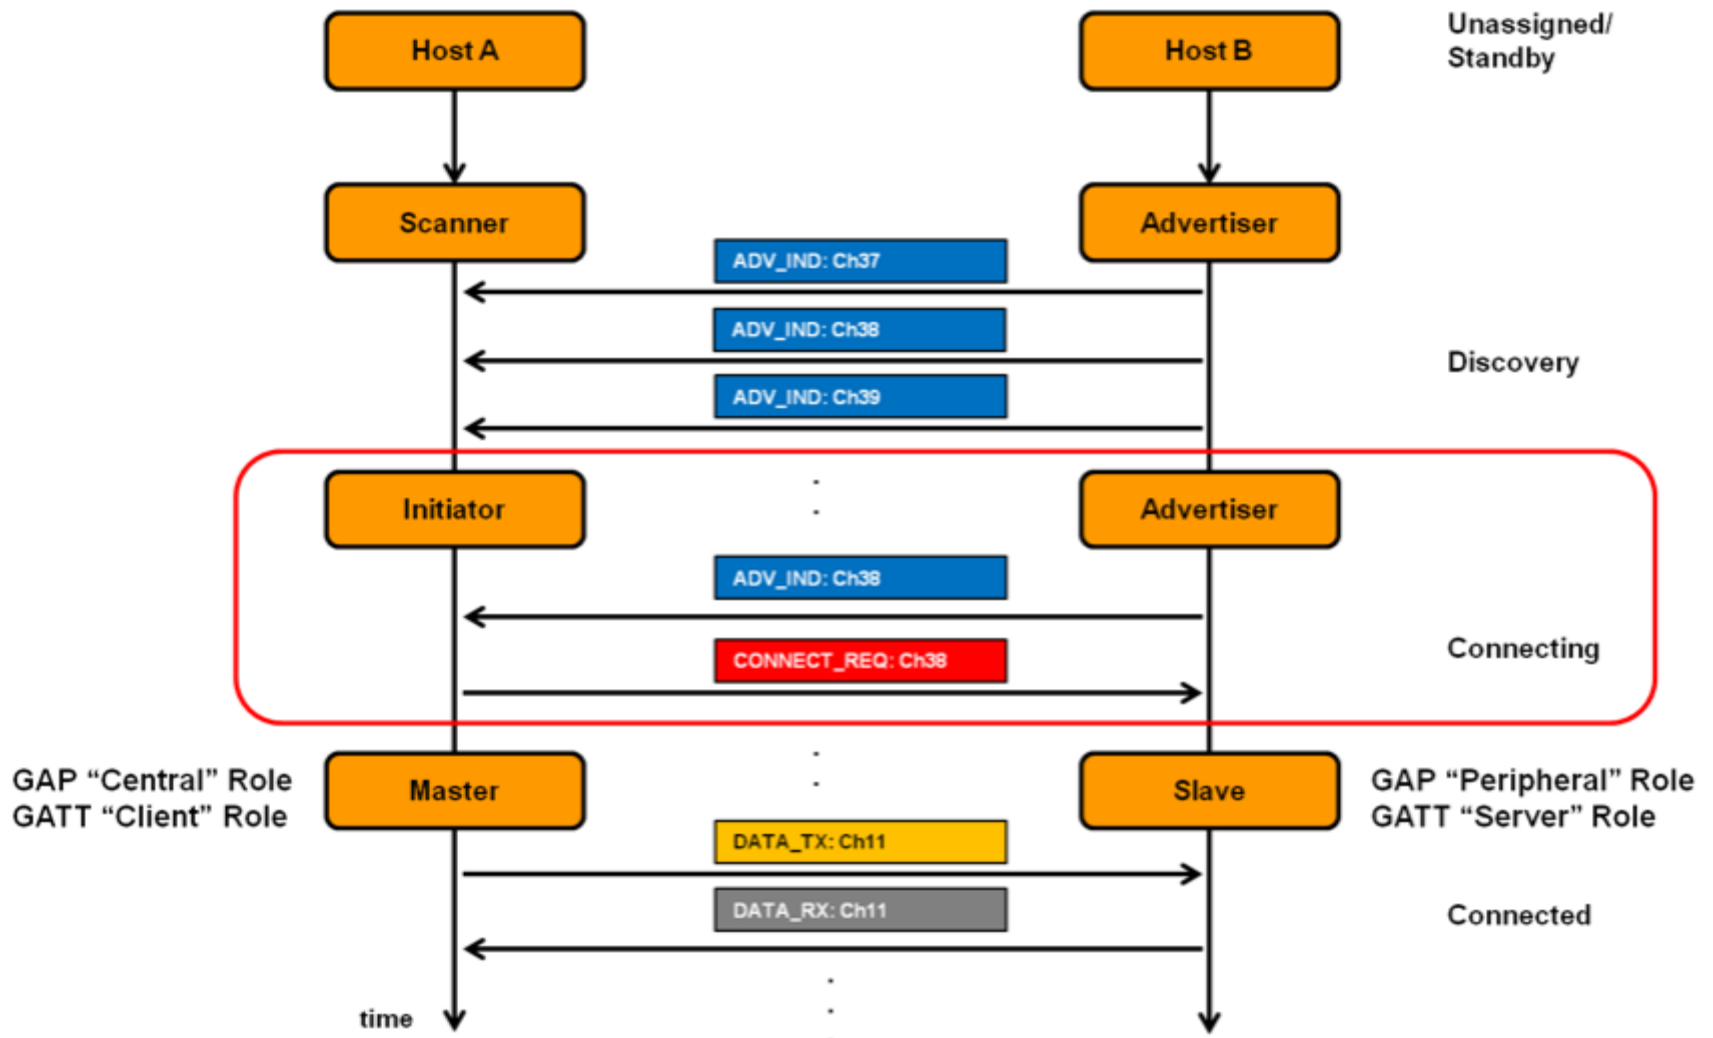 Host A
Host B
Unassigned/
Standby
Scanner
Advertiser
ADV_IND: Ch37
ADV_IND: Ch38
Discovery
ADV_IND: Ch39
Initiator
Advertiser
ADV_IND: Ch38
CONNECT_REQ: Ch38
Connecting
GAP “Central” Role
GATT “Client” Role
Master
Slave
GAP “Peripheral” Role
GATT “Server” Role
DATA_TX: Ch11
DATA_RX: Ch11
Connected
time